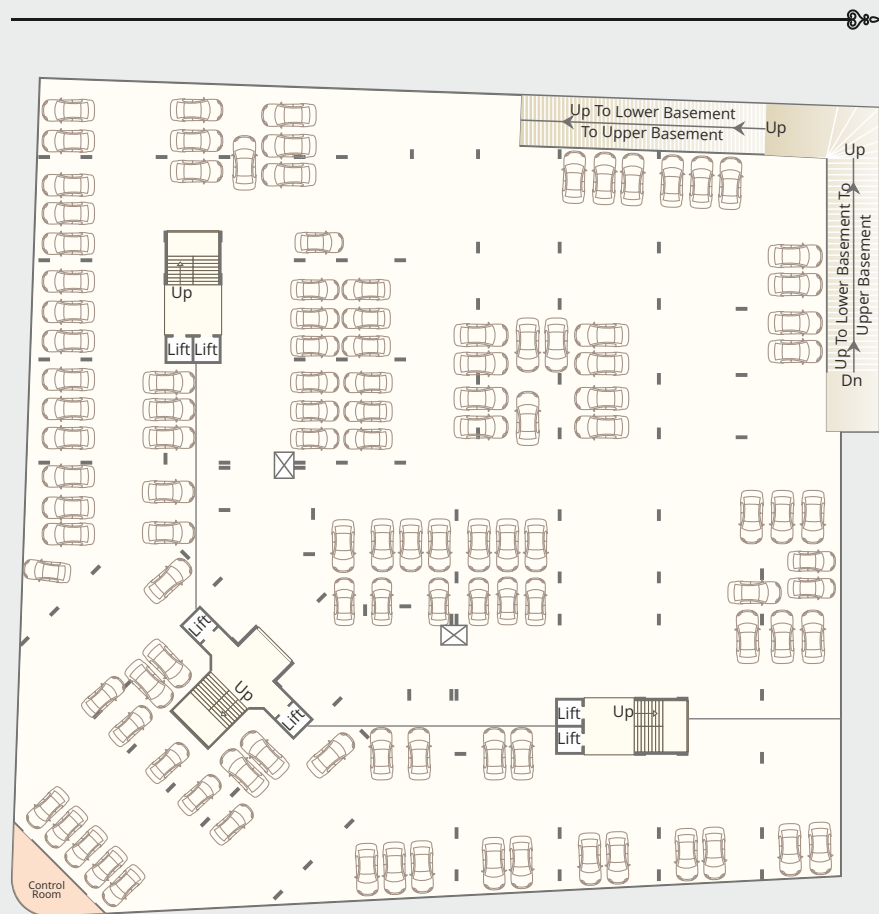 Up To Lower Basement
To Upper Basement
Up
Up
Up To Lower Basement To
Upper Basement
Dn
Up
Lift Lift
Lift
Up
Lift
Lift
Up
Lift
Control
Room